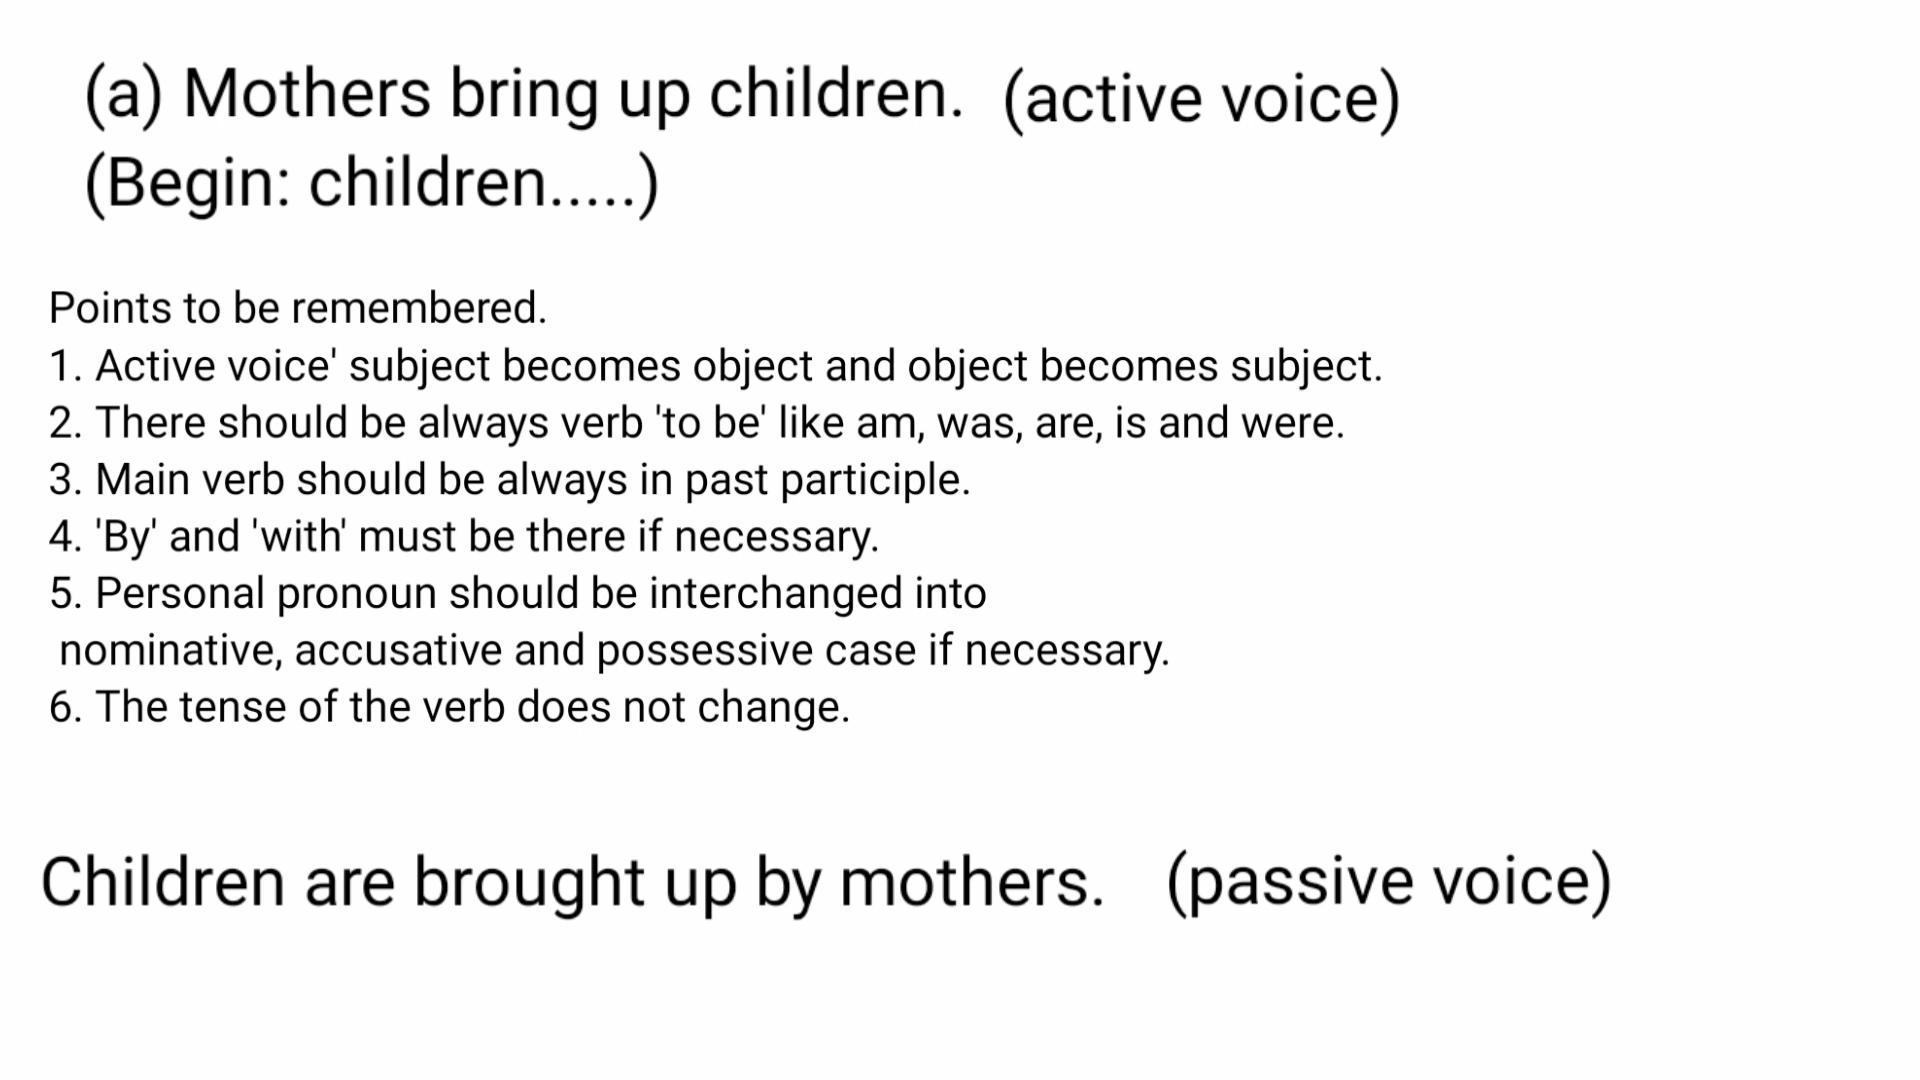 (a) Mothers bring up children. (active voice)
(Begin: children.....)
Points to be remembered.
1. Active voice' subject becomes object and object becomes subject.
2. There should be always verb 'to be' like am, was, are, is and were.
3. Main verb should be always in past participle.
4. 'By' and 'with' must be there if necessary.
5. Personal pronoun should be interchanged into
nominative, accusative and possessive case if necessary.
6. The tense of the verb does not change.
Children are brought up by mothers. (passive voice)